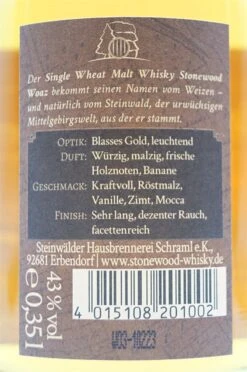 Der Single Wheat Malt Whisky Stonewood
Woaz bekommt seinen Namen vom Weizen –
und natürlich vom Steinwald, der urwüchsigen
Mittelgebirgswelt, aus der er stammt.
OPTIK: Blasses Gold, leuchtend
DUFT: Würzig, malzig, frische
Holznoten, Banane
GESCHMACK: Kraftvoll, Röstmalz,
Vanille, Zimt, Mocca
FINISH: Sehr lang, dezenter Rauch,
facettenreich
Steinwälder Hausbrennerei Schraml e.K.,
92681 Erbendorf | www.stonewood-whisky.de
43 % vol
℮ 0,35 l
4 015108 201002
W03-18223